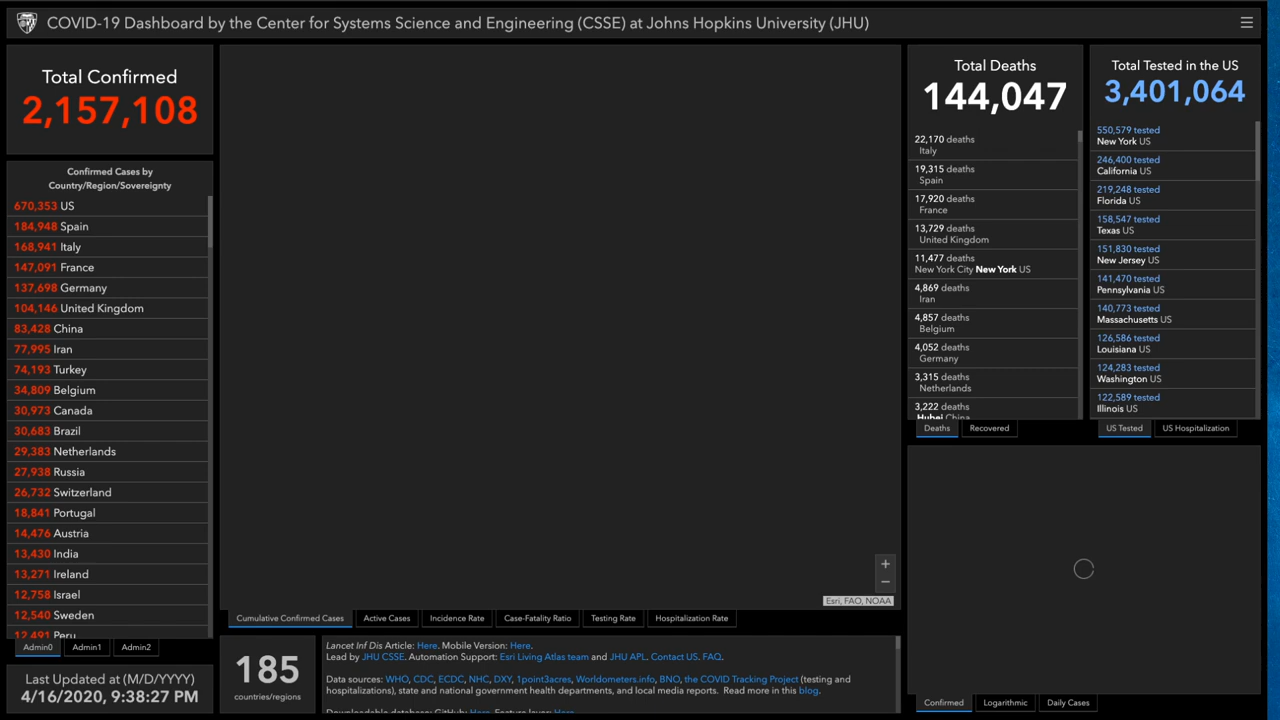 COVID-19 Dashboard by the Center for Systems Science and Engineering (CSSE) at Johns Hopkins University (JHU)
Total Confirmed
2,157,108
Confirmed Cases by
Country/Region/Sovereignty
670,353 US
184,948 Spain
168,941 Italy
147,091 France
137,698 Germany
104,146 United Kingdom
83,428 China
77,995 Iran
74,193 Turkey
34,809 Belgium
30,973 Canada
30,683 Brazil
29,383 Netherlands
27,938 Russia
26,732 Switzerland
18,841 Portugal
14,476 Austria
13,430 India
13,271 Ireland
12,758 Israel
12,540 Sweden
12,491 Peru
Admin0 Admin1 Admin2
Last Updated at (M/D/YYYY)
4/16/2020, 9:38:27 PM
+
−
Esri, FAO, NOAA
Cumulative Confirmed Cases Active Cases Incidence Rate Case-Fatality Ratio Testing Rate Hospitalization Rate
185
countries/regions
Lancet Inf Dis Article: Here. Mobile Version: Here.
Lead by JHU CSSE. Automation Support: Esri Living Atlas team and JHU APL. Contact US. FAQ.
Data sources: WHO, CDC, ECDC, NHC, DXY, 1point3acres, Worldometers.info, BNO, the COVID Tracking Project (testing and
hospitalizations), state and national government health departments, and local media reports. Read more in this blog.
Downloadable database: GitHub: Here. Feature layer: Here.
Total Deaths
144,047
22,170 deaths
Italy
19,315 deaths
Spain
17,920 deaths
France
13,729 deaths
United Kingdom
11,477 deaths
New York City New York US
4,869 deaths
Iran
4,857 deaths
Belgium
4,052 deaths
Germany
3,315 deaths
Netherlands
3,222 deaths
Hubei China
Deaths Recovered
Total Tested in the US
3,401,064
550,579 tested
New York US
246,400 tested
California US
219,248 tested
Florida US
158,547 tested
Texas US
151,830 tested
New Jersey US
141,470 tested
Pennsylvania US
140,773 tested
Massachusetts US
126,586 tested
Louisiana US
124,283 tested
Washington US
122,589 tested
Illinois US
US Tested US Hospitalization
Confirmed Logarithmic Daily Cases